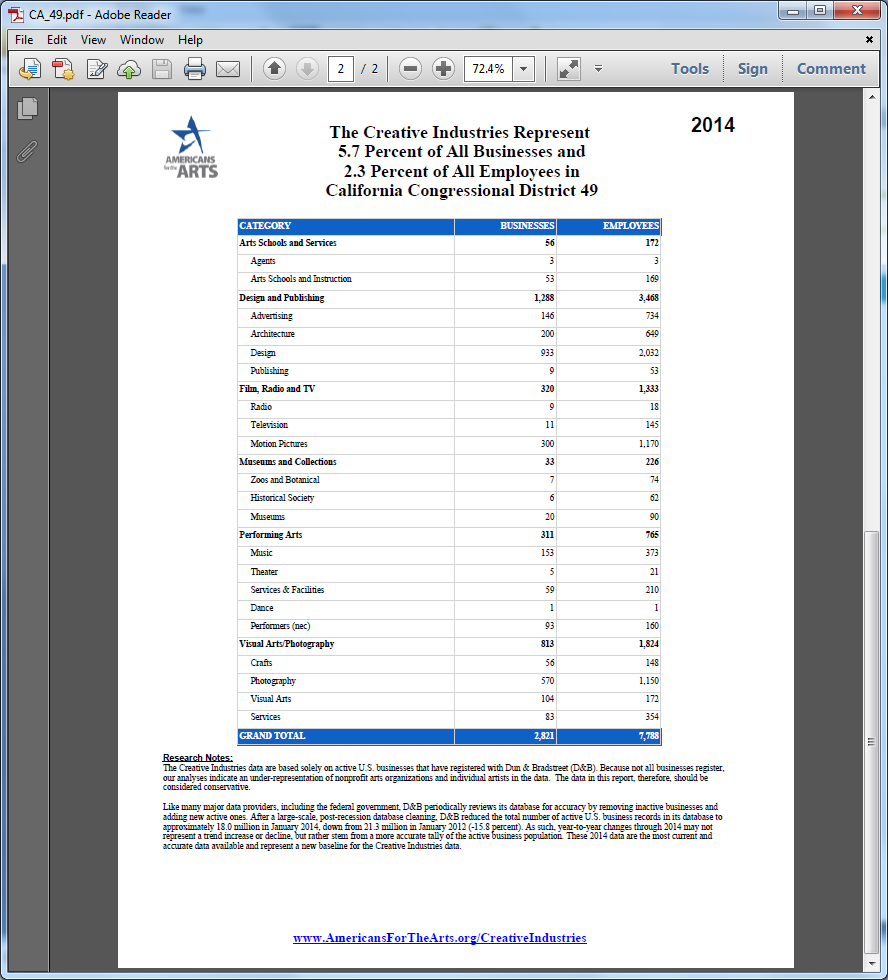 CA_49.pdf - Adobe Reader
File Edit View Window Help
2 / 2 72.4% Tools Sign Comment
AMERICANS
for the ARTS
2014
The Creative Industries Represent
5.7 Percent of All Businesses and
2.3 Percent of All Employees in
California Congressional District 49
CATEGORY BUSINESSES EMPLOYEES
Arts Schools and Services 56 172
Agents 3 3
Arts Schools and Instruction 53 169
Design and Publishing 1,288 3,468
Advertising 146 734
Architecture 200 649
Design 933 2,032
Publishing 9 53
Film, Radio and TV 320 1,333
Radio 9 18
Television 11 145
Motion Pictures 300 1,170
Museums and Collections 33 226
Zoos and Botanical 7 74
Historical Society 6 62
Museums 20 90
Performing Arts 311 765
Music 153 373
Theater 5 21
Services & Facilities 59 210
Dance 1 1
Performers (nec) 93 160
Visual Arts/Photography 813 1,824
Crafts 56 148
Photography 570 1,150
Visual Arts 104 172
Services 83 354
GRAND TOTAL 2,821 7,788
Research Notes:
The Creative Industries data are based solely on active U.S. businesses that have registered with Dun & Bradstreet (D&B). Because not all businesses register,
our analyses indicate an under-representation of nonprofit arts organizations and individual artists in the data. The data in this report, therefore, should be
considered conservative.
Like many major data providers, including the federal government, D&B periodically reviews its database for accuracy by removing inactive businesses and
adding new active ones. After a large-scale, post-recession database cleaning, D&B reduced the total number of active U.S. business records in its database to
approximately 18.0 million in January 2014, down from 21.3 million in January 2012 (-15.8 percent). As such, year-to-year changes through 2014 may not
represent a trend increase or decline, but rather stem from a more accurate tally of the active business population. These 2014 data are the most current and
accurate data available and represent a new baseline for the Creative Industries data.
www.AmericansForTheArts.org/CreativeIndustries